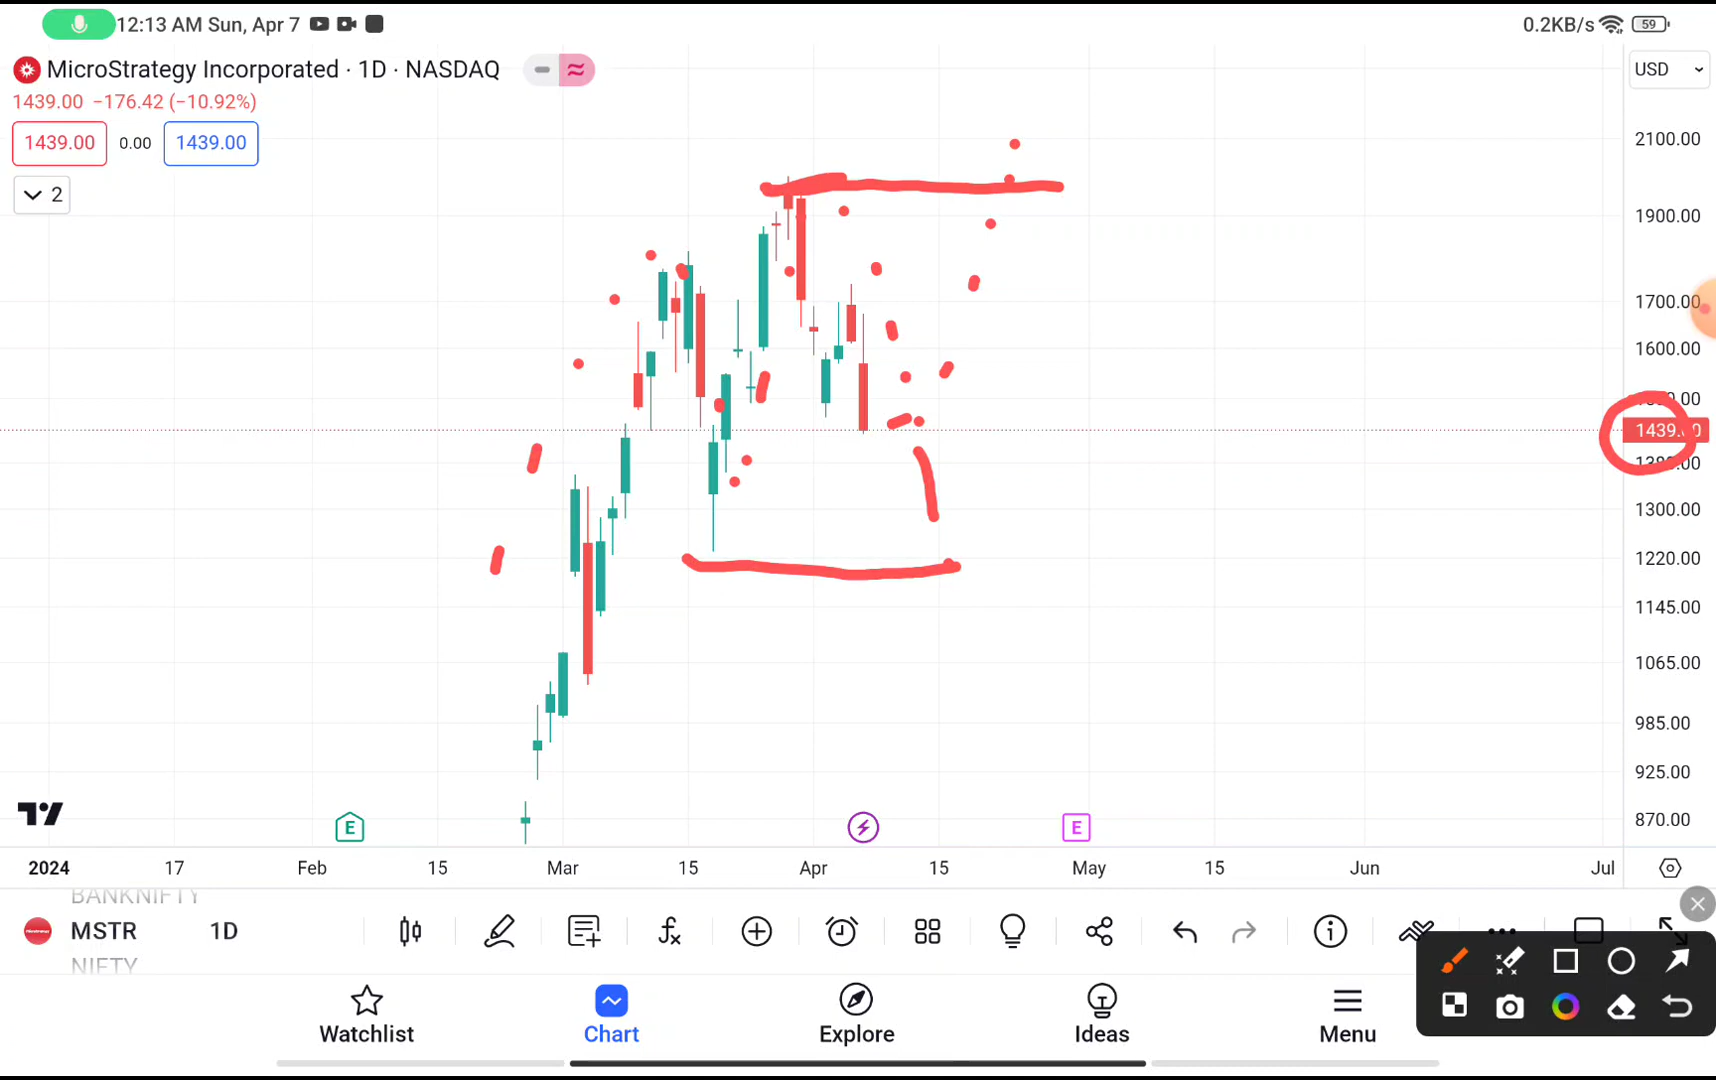 12:13 AM Sun, Apr 7
0.2KB/s
59
MicroStrategy Incorporated · 1D · NASDAQ
USD
1439.00 −176.42 (−10.92%)
1439.00 0.00 1439.00
2
2100.00
1900.00
1700.00
1600.00
1300.00
1220.00
1145.00
1065.00
985.00
925.00
870.00
E
E
2024 17 Feb 15 Mar 15 Apr 15 May 15 Jun Jul
BANKNIFTY
MSTR 1D
NIFTY
Watchlist
Chart
Explore
Ideas
Menu